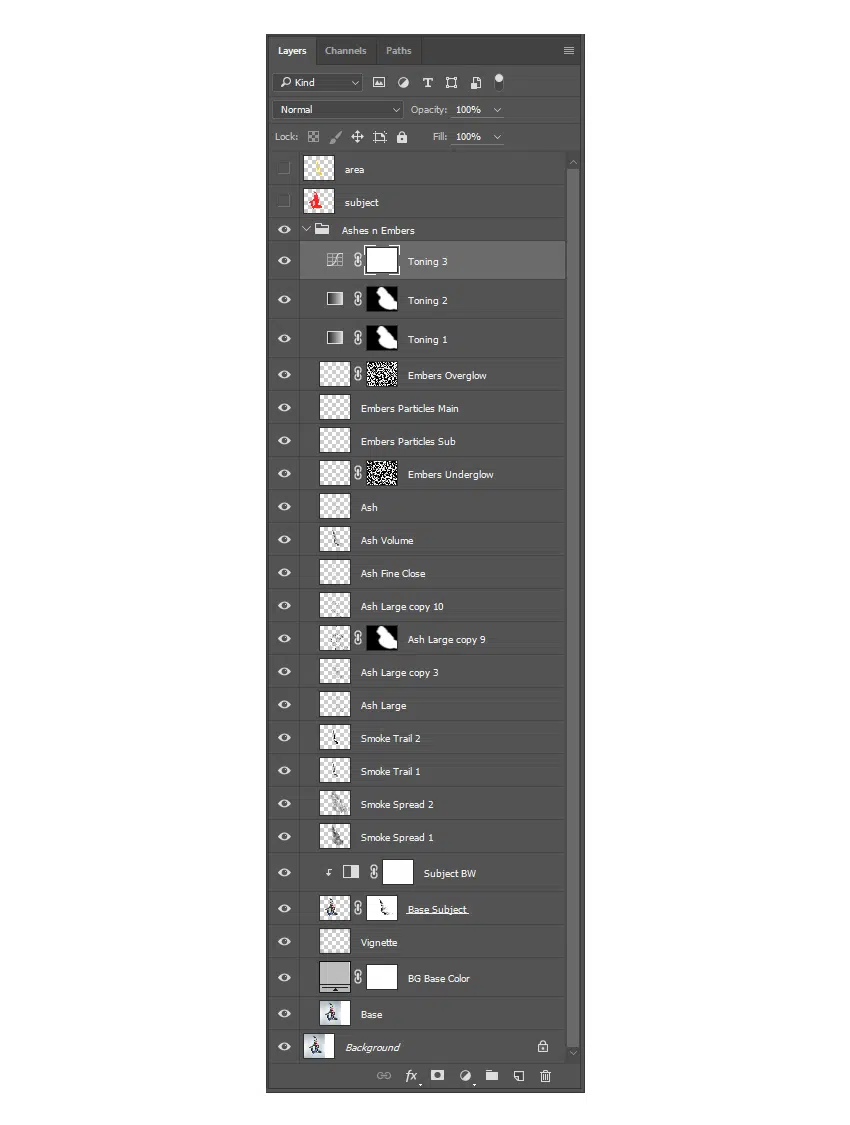 Layers Channels Paths
Kind
Normal Opacity: 100%
Lock: Fill: 100%
area
subject
Ashes n Embers
Toning 3
Toning 2
Toning 1
Embers Overglow
Embers Particles Main
Embers Particles Sub
Embers Underglow
Ash
Ash Volume
Ash Fine Close
Ash Large copy 10
Ash Large copy 9
Ash Large copy 3
Ash Large
Smoke Trail 2
Smoke Trail 1
Smoke Spread 2
Smoke Spread 1
Subject BW
Base Subject
Vignette
BG Base Color
Base
Background
fx